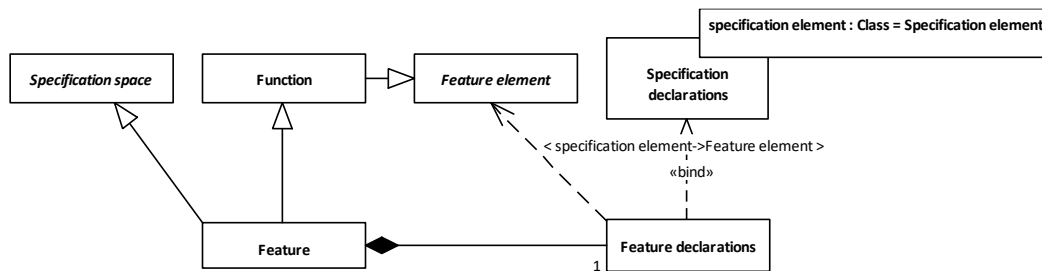 specification element : Class = Specification element
Specification space
Function
Feature element
Specification
declarations
< specification element->Feature element >
«bind»
Feature
Feature declarations
1